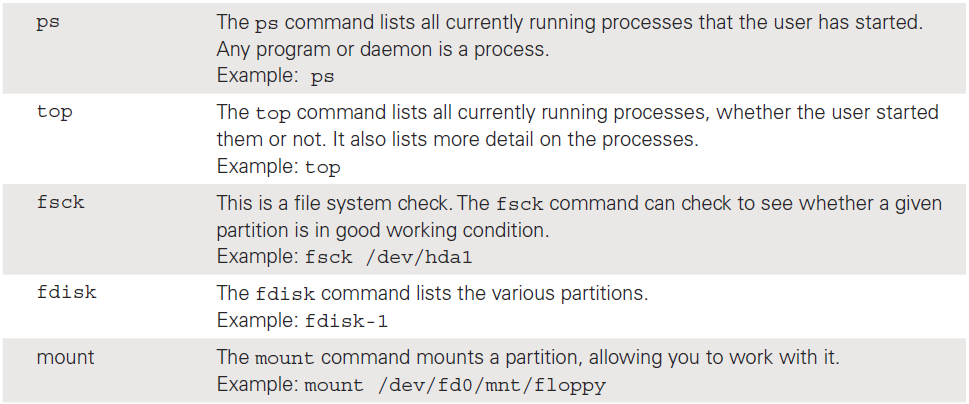 ps The ps command lists all currently running processes that the user has started.
Any program or daemon is a process.
Example: ps
top The top command lists all currently running processes, whether the user started
them or not. It also lists more detail on the processes.
Example: top
fsck This is a file system check. The fsck command can check to see whether a given
partition is in good working condition.
Example: fsck /dev/hda1
fdisk The fdisk command lists the various partitions.
Example: fdisk-1
mount The mount command mounts a partition, allowing you to work with it.
Example: mount /dev/fd0/mnt/floppy